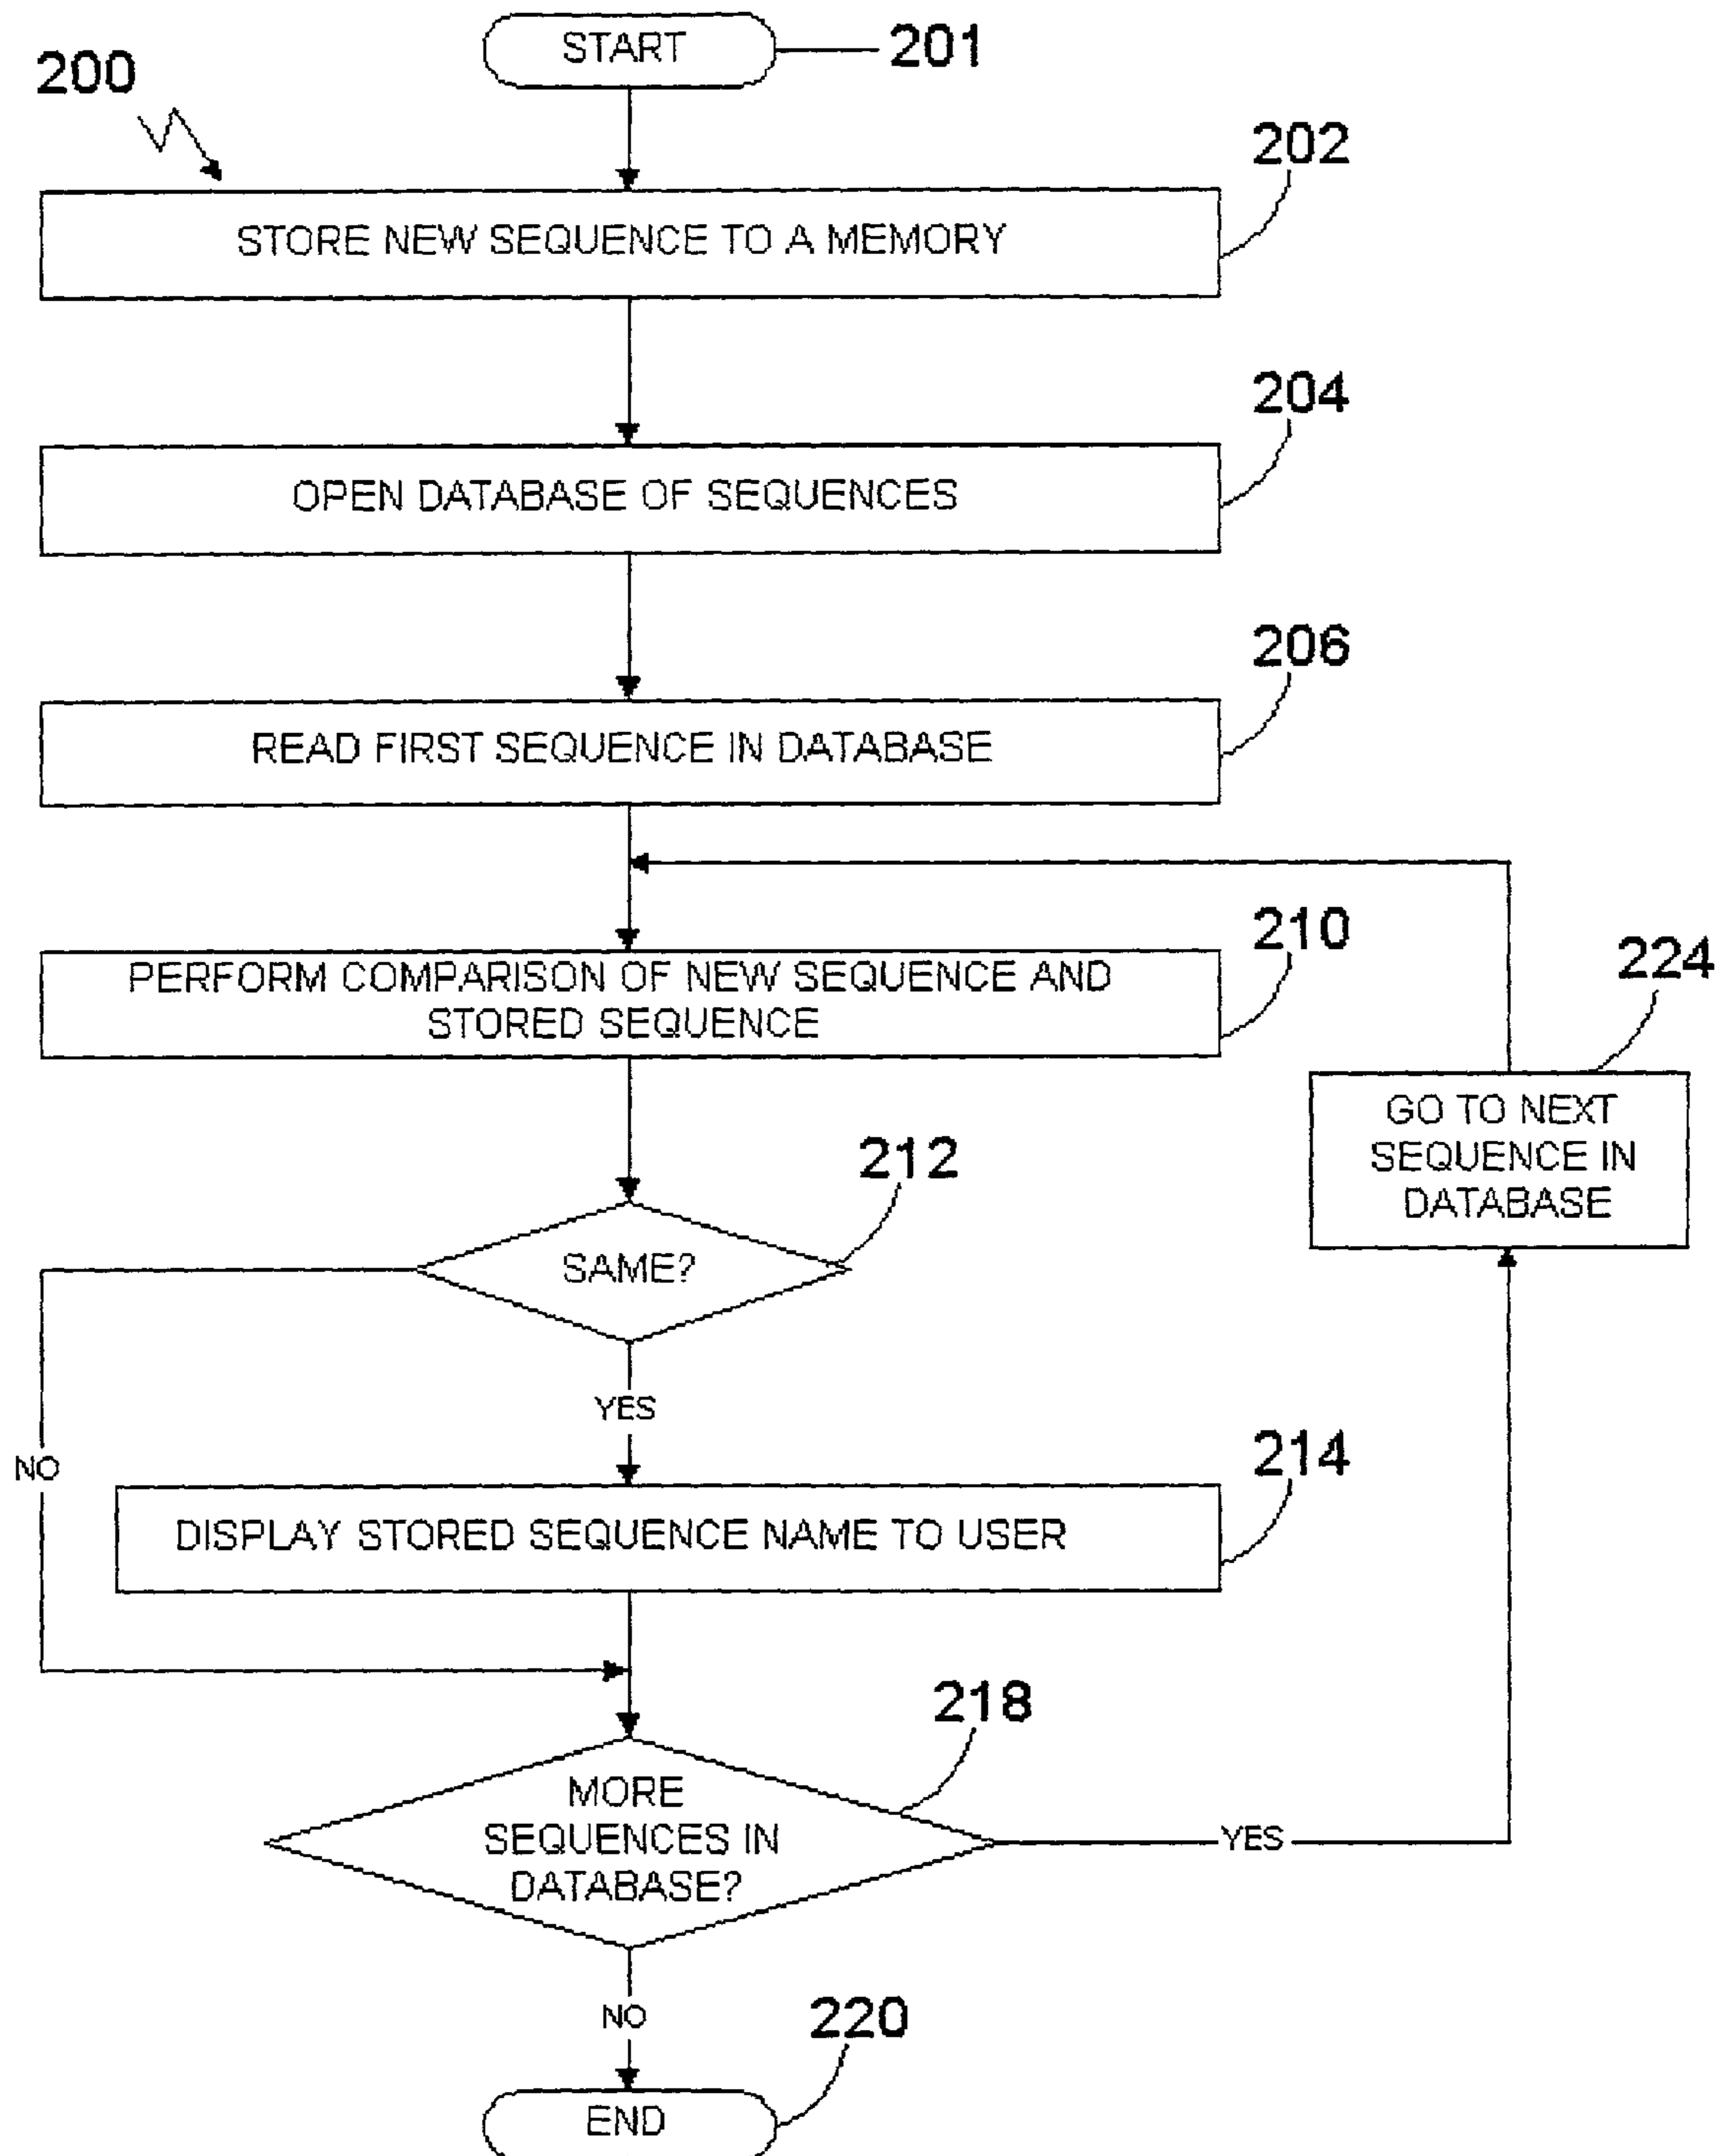 START
201
200
202
STORE NEW SEQUENCE TO A MEMORY
204
OPEN DATABASE OF SEQUENCES
206
READ FIRST SEQUENCE IN DATABASE
210
PERFORM COMPARISON OF NEW SEQUENCE AND
STORED SEQUENCE
224
GO TO NEXT
SEQUENCE IN
DATABASE
212
SAME?
YES
NO
214
DISPLAY STORED SEQUENCE NAME TO USER
218
MORE
SEQUENCES IN
DATABASE?
YES
NO
220
END